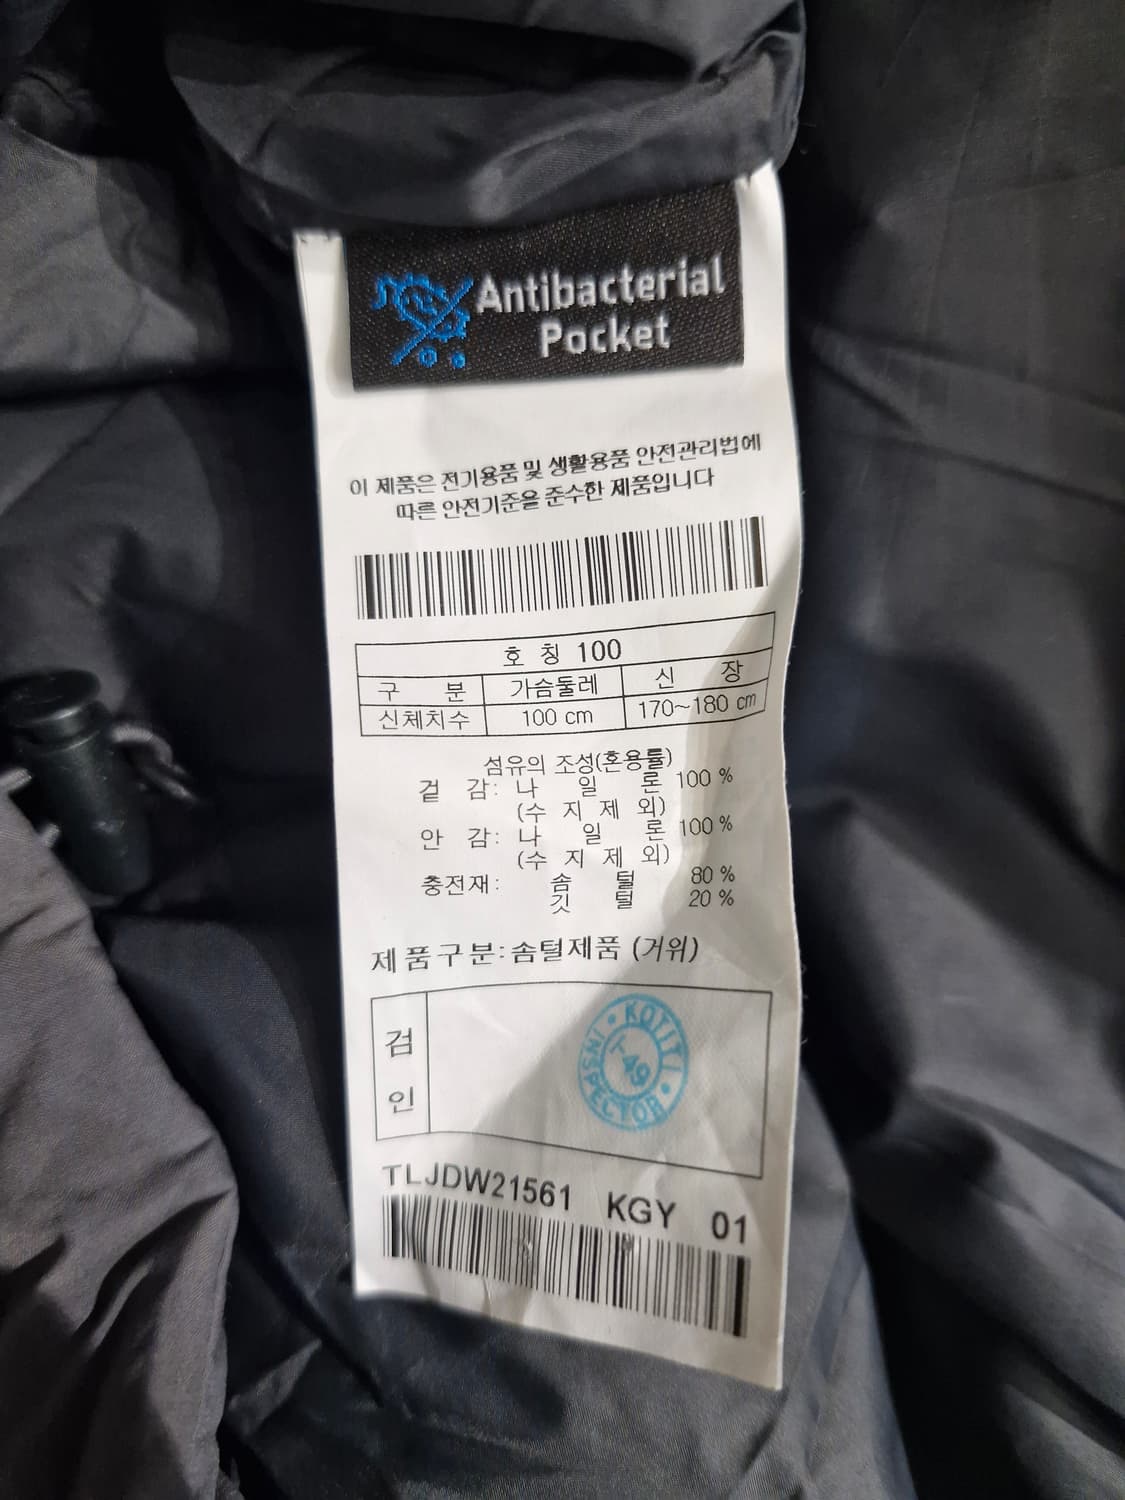 Antibacterial
Pocket
이 제품은 전기용품 및 생활용품 안전관리법에
따른 안전기준을 준수한 제품입니다
호 칭 100
구 분 가슴둘레 신 장
신체치수 100 cm 170~180 cm
섬유의 조성(혼용률)
겉 감: 나 일 론 100 %
(수 지 제 외)
안 감: 나 일 론 100 %
(수 지 제 외)
충전재: 솜 털 80 %
깃 털 20 %
제품구분: 솜털제품 (거위)
검
인
KOTITI
T 49
INSPECTOR
TLJDW21561 KGY 01